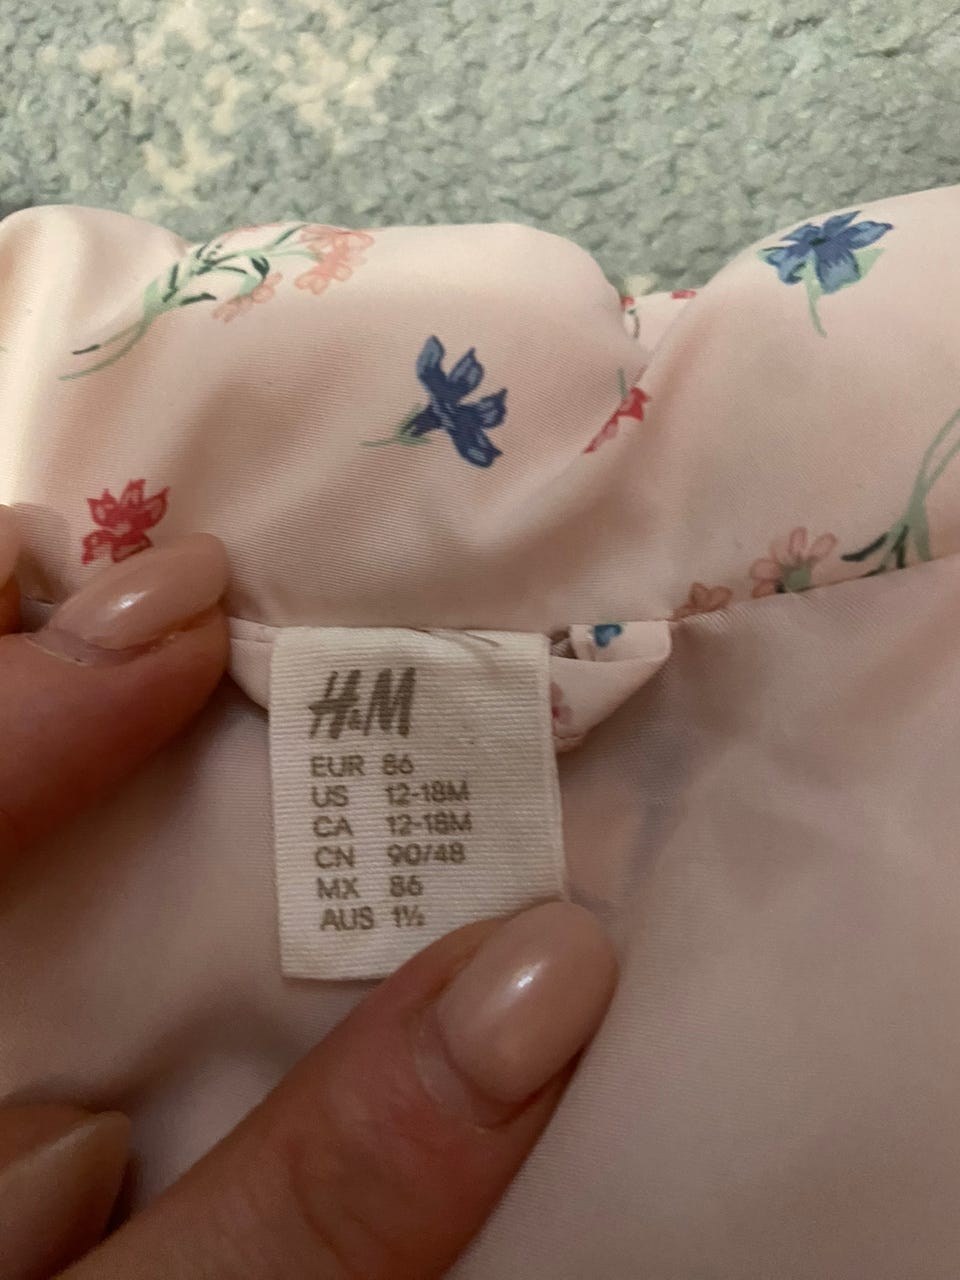 H&M
EUR 86
US 12-18M
CA 12-18M
CN 90/48
MX 86
AUS 1½